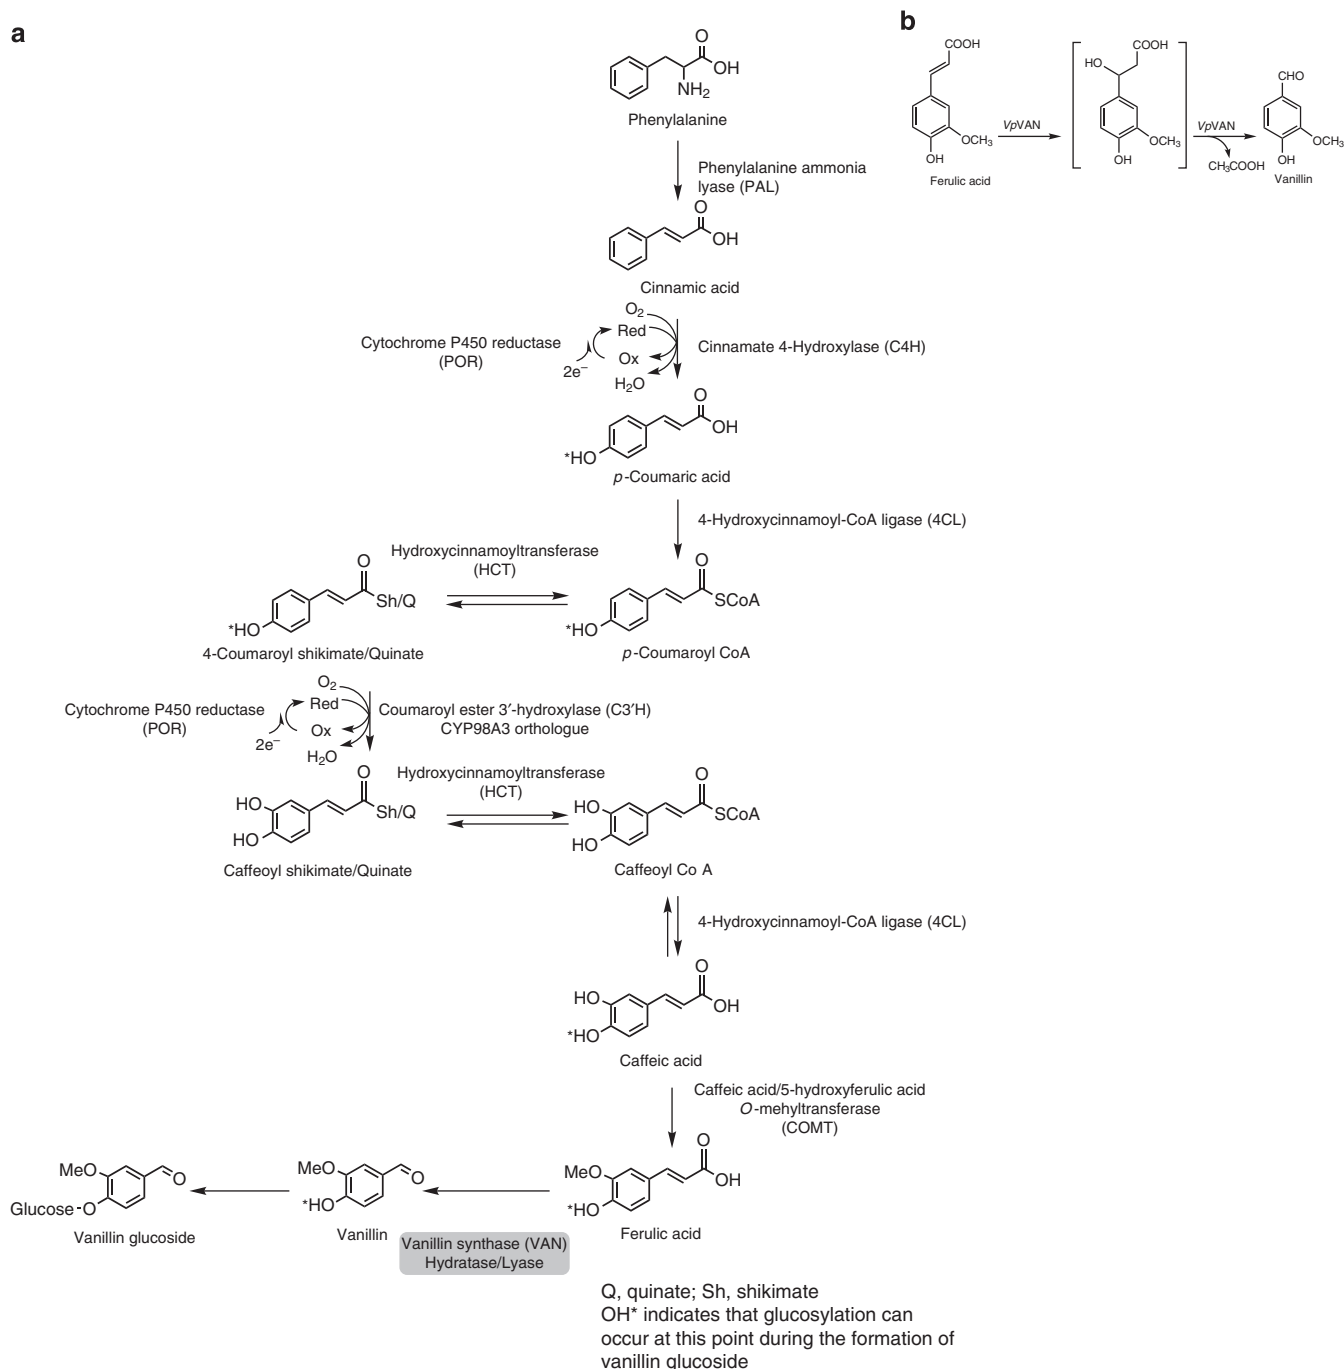 a
O
OH
NH2
Phenylalanine
Phenylalanine ammonia
lyase (PAL)
O
OH
Cinnamic acid
O2
Red
Ox
2e−
H2O
Cytochrome P450 reductase
(POR)
Cinnamate 4-Hydroxylase (C4H)
O
OH
*HO
p-Coumaric acid
4-Hydroxycinnamoyl-CoA ligase (4CL)
Hydroxycinnamoyltransferase
(HCT)
O
Sh/Q
*HO
4-Coumaroyl shikimate/Quinate
O
SCoA
*HO
p-Coumaroyl CoA
O2
Red
Ox
2e−
H2O
Cytochrome P450 reductase
(POR)
Coumaroyl ester 3′-hydroxylase (C3′H)
CYP98A3 orthologue
Hydroxycinnamoyltransferase
(HCT)
O
Sh/Q
HO
HO
Caffeoyl shikimate/Quinate
O
SCoA
HO
HO
Caffeoyl Co A
4-Hydroxycinnamoyl-CoA ligase (4CL)
O
OH
HO
*HO
Caffeic acid
Caffeic acid/5-hydroxyferulic acid
O-mehyltransferase
(COMT)
O
OH
MeO
*HO
Ferulic acid
Vanillin synthase (VAN)
Hydratase/Lyase
MeO
O
*HO
Vanillin
MeO
O
Glucose-O
Vanillin glucoside
Q, quinate; Sh, shikimate
OH* indicates that glucosylation can
occur at this point during the formation of
vanillin glucoside
b
COOH
OCH3
OH
Ferulic acid
VpVAN
COOH
HO
OCH3
OH
VpVAN
CH3COOH
CHO
OCH3
OH
Vanillin